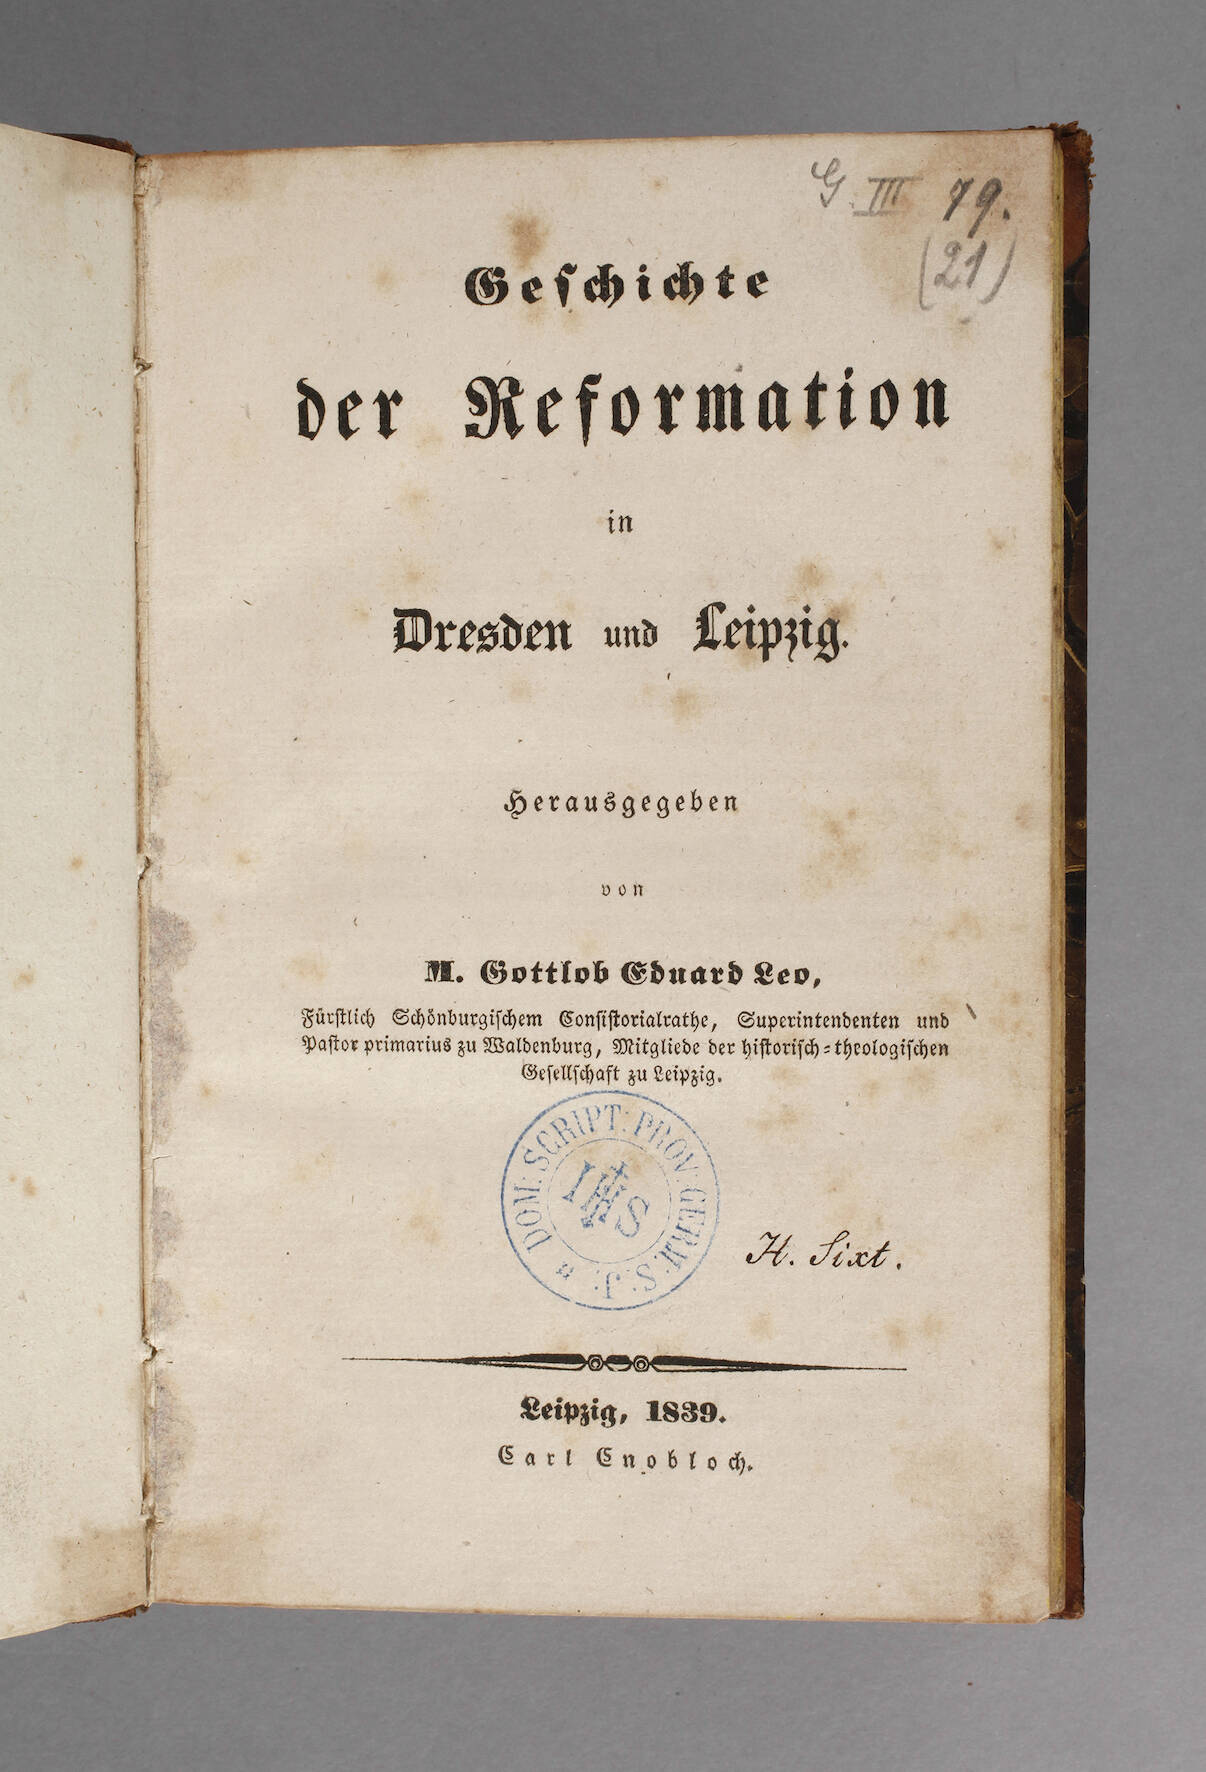 G. III 79.
(21)
Geschichte
der Reformation
in
Dresden und Leipzig.
Herausgegeben
von
M. Gottlob Eduard Leo,
Fürstlich Schönburgischem Consistorialrathe, Superintendenten und
Pastor primarius zu Waldenburg, Mitgliede der historisch-theologischen
Gesellschaft zu Leipzig.
DOM. SCRIPT. PROV. GERM. S. J.
IHS
H. Sixt.
Leipzig, 1839.
Carl Cnobloch.